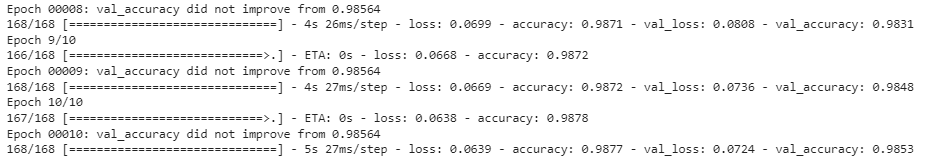 Epoch 00008: val_accuracy did not improve from 0.98564
168/168 [==============================] - 4s 26ms/step - loss: 0.0699 - accuracy: 0.9871 - val_loss: 0.0808 - val_accuracy: 0.9831
Epoch 9/10
166/168 [============================>.] - ETA: 0s - loss: 0.0668 - accuracy: 0.9872
Epoch 00009: val_accuracy did not improve from 0.98564
168/168 [==============================] - 4s 27ms/step - loss: 0.0669 - accuracy: 0.9872 - val_loss: 0.0736 - val_accuracy: 0.9848
Epoch 10/10
167/168 [============================>.] - ETA: 0s - loss: 0.0638 - accuracy: 0.9878
Epoch 00010: val_accuracy did not improve from 0.98564
168/168 [==============================] - 5s 27ms/step - loss: 0.0639 - accuracy: 0.9877 - val_loss: 0.0724 - val_accuracy: 0.9853